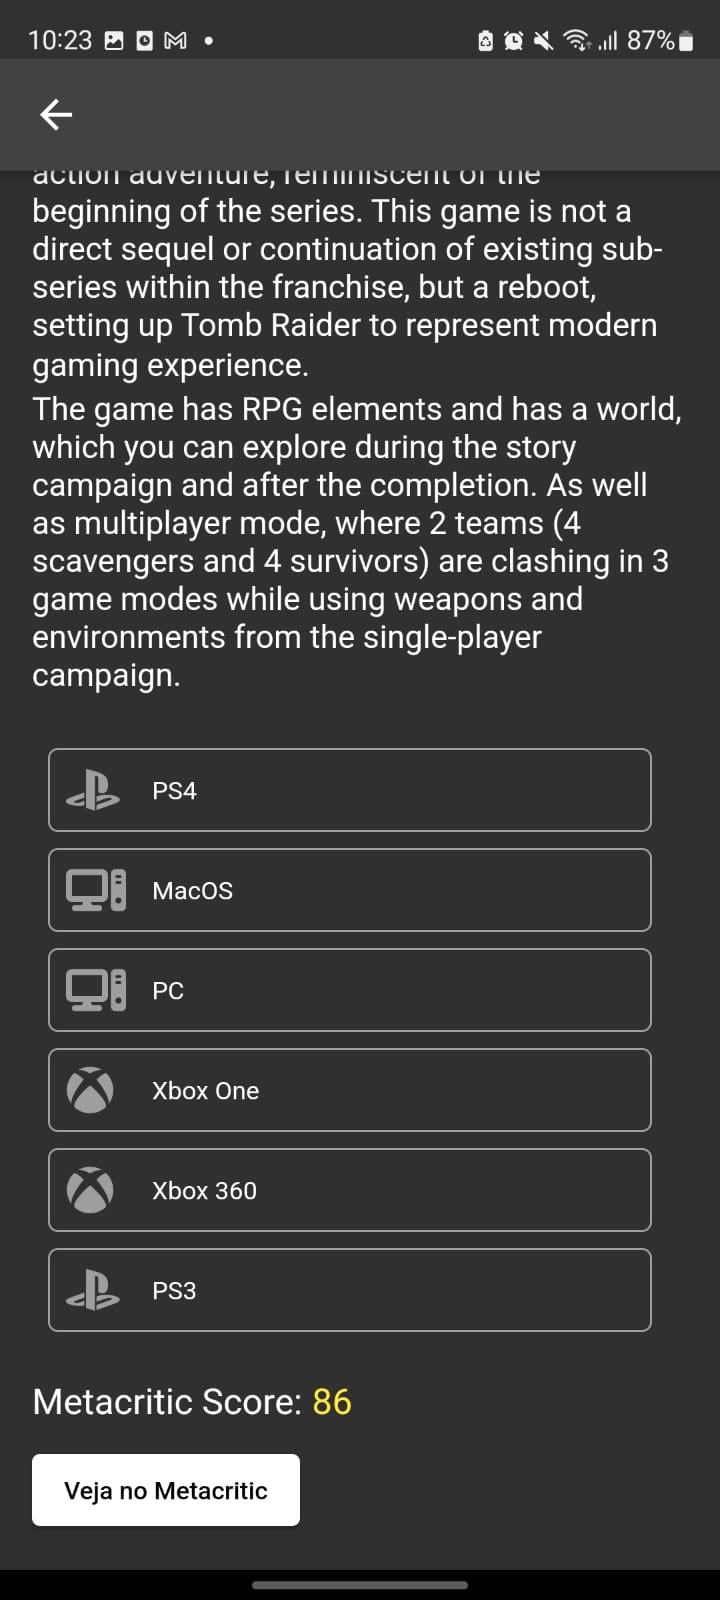 10:23
87%
action adventure, reminiscent of the
beginning of the series. This game is not a
direct sequel or continuation of existing sub-
series within the franchise, but a reboot,
setting up Tomb Raider to represent modern
gaming experience.
The game has RPG elements and has a world,
which you can explore during the story
campaign and after the completion. As well
as multiplayer mode, where 2 teams (4
scavengers and 4 survivors) are clashing in 3
game modes while using weapons and
environments from the single-player
campaign.
PS4
MacOS
PC
Xbox One
Xbox 360
PS3
Metacritic Score: 86
Veja no Metacritic